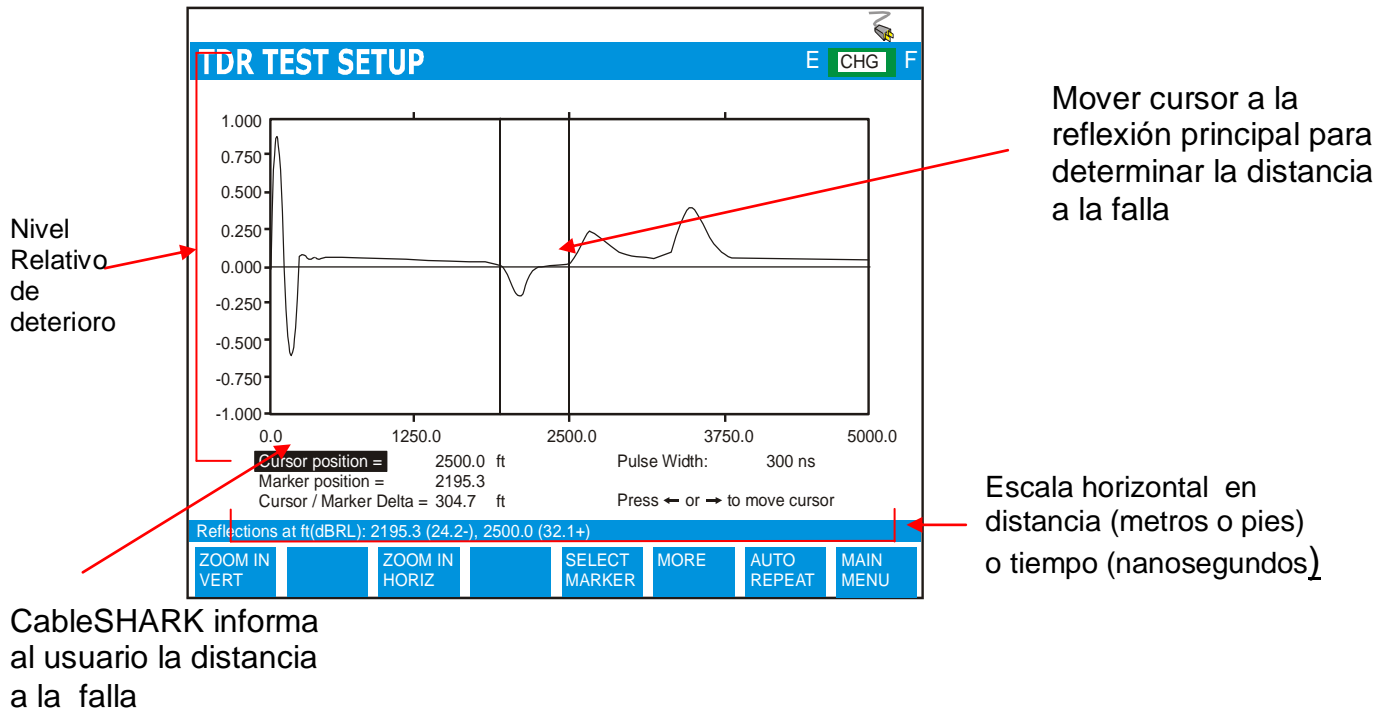 TDR TEST SETUP
E CHG F
1.000
0.750
0.500
0.250
0.000
-0.250
-0.500
-0.750
-1.000
0.0 1250.0 2500.0 3750.0 5000.0
Cursor position = 2500.0 ft Pulse Width: 300 ns
Marker position = 2195.3
Cursor / Marker Delta = 304.7 ft Press ← or → to move cursor
Reflections at ft(dBRL): 2195.3 (24.2-), 2500.0 (32.1+)
ZOOM IN
VERT
ZOOM IN
HORIZ
SELECT
MARKER
MORE
AUTO
REPEAT
MAIN
MENU
Nivel
Relativo
de
deterioro
Mover cursor a la
reflexión principal para
determinar la distancia
a la falla
Escala horizontal en
distancia (metros o pies)
o tiempo (nanosegundos)
CableSHARK informa
al usuario la distancia
a la falla